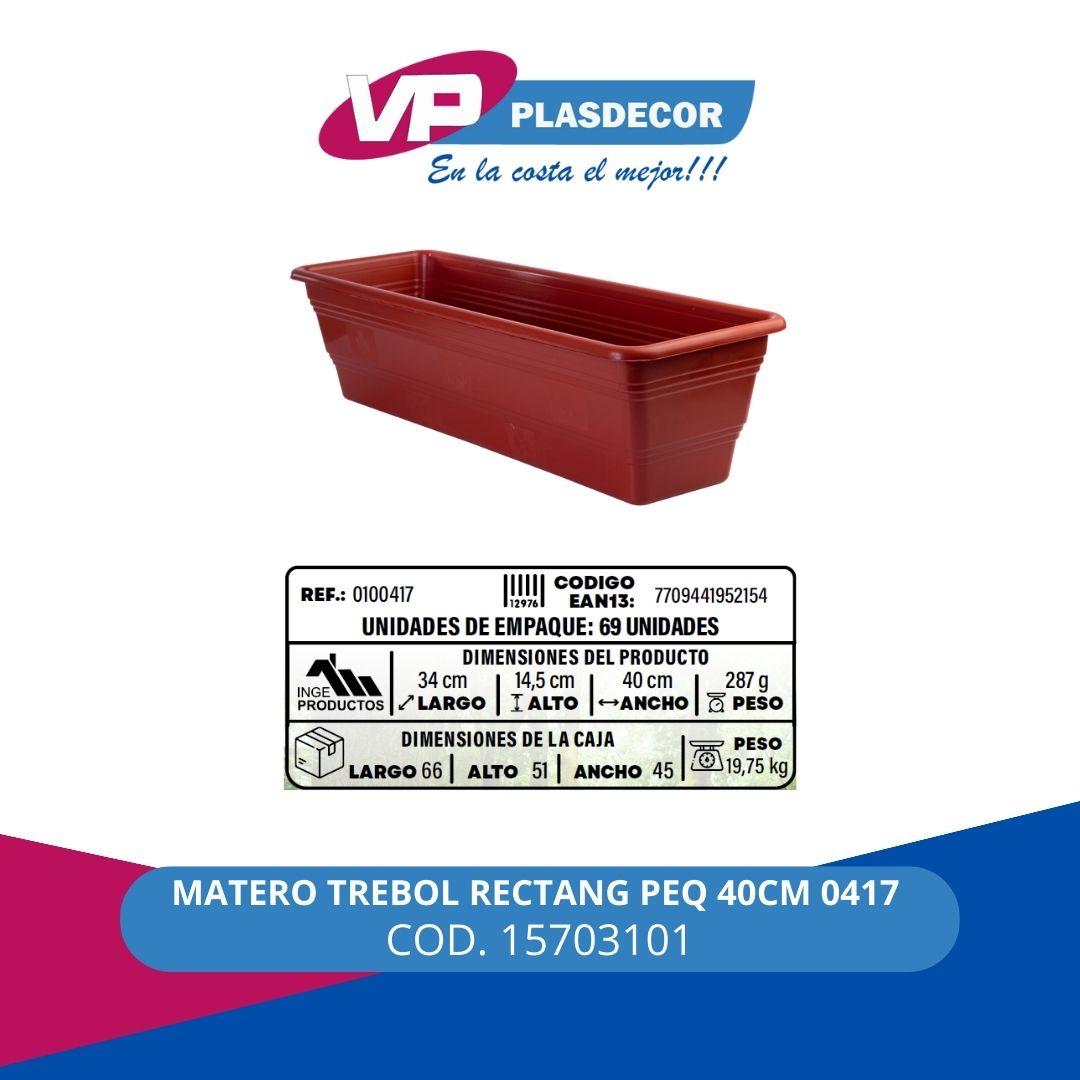 VP PLASDECOR
En la costa el mejor!!!
REF.: 0100417
12976
CODIGO
EAN13: 7709441952154
UNIDADES DE EMPAQUE: 69 UNIDADES
INGE
PRODUCTOS
DIMENSIONES DEL PRODUCTO
34 cm 14,5 cm 40 cm 287 g
LARGO ALTO ANCHO PESO
DIMENSIONES DE LA CAJA
LARGO 66 ALTO 51 ANCHO 45
PESO
19,75 kg
MATERO TREBOL RECTANG PEQ 40CM 0417
COD. 15703101